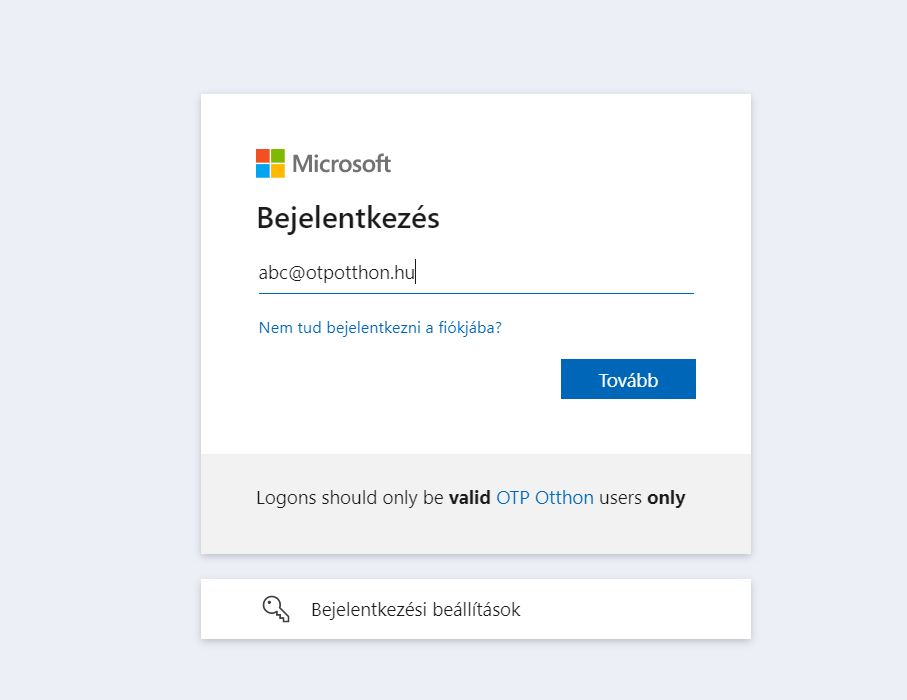 Microsoft
Bejelentkezés
abc@otpotthon.hu
Nem tud bejelentkezni a fiókjába?
Tovább
Logons should only be valid OTP Otthon users only
Bejelentkezési beállítások